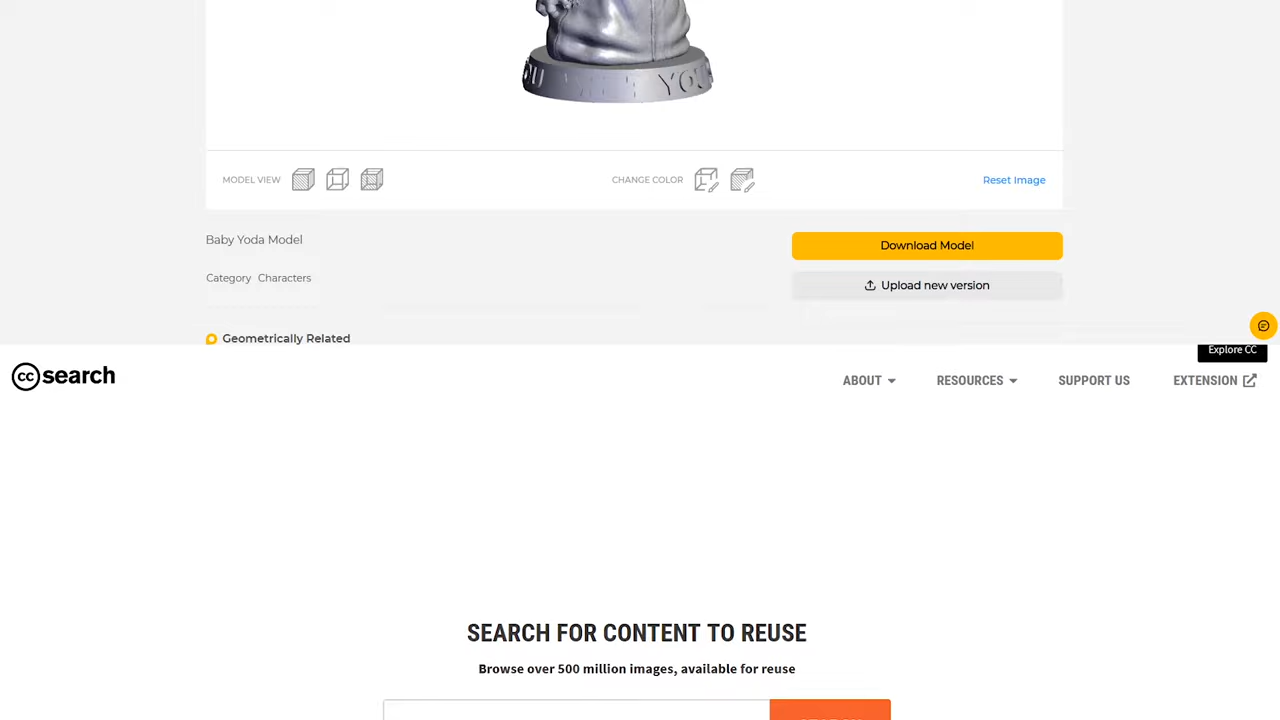 YOU
MODEL VIEW
CHANGE COLOR
Reset Image
Baby Yoda Model
Download Model
Category Characters
Upload new version
Geometrically Related
Explore CC
cc search
ABOUT
RESOURCES
SUPPORT US
EXTENSION
SEARCH FOR CONTENT TO REUSE
Browse over 500 million images, available for reuse